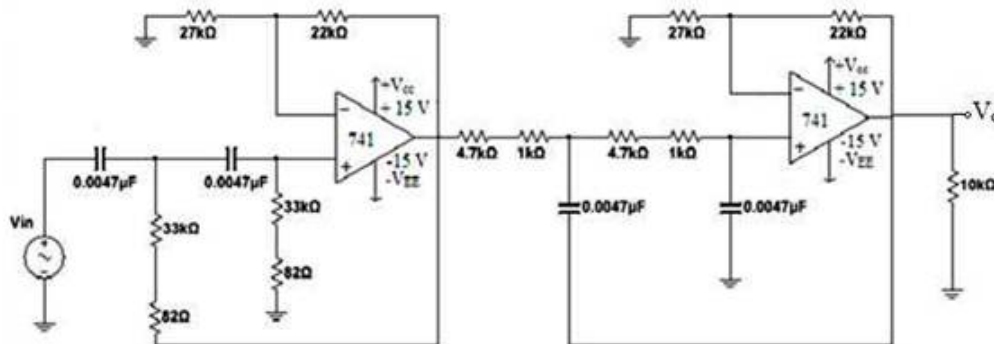 27kΩ 22kΩ 27kΩ 22kΩ
+Vcc +Vcc
+ 15 V + 15 V
741 741
-15 V -15 V
-VEE -VEE
4.7kΩ 1kΩ 4.7kΩ 1kΩ
0.0047µF 0.0047µF
0.0047µF 0.0047µF
10kΩ
Vin
33kΩ 33kΩ
82Ω
82Ω